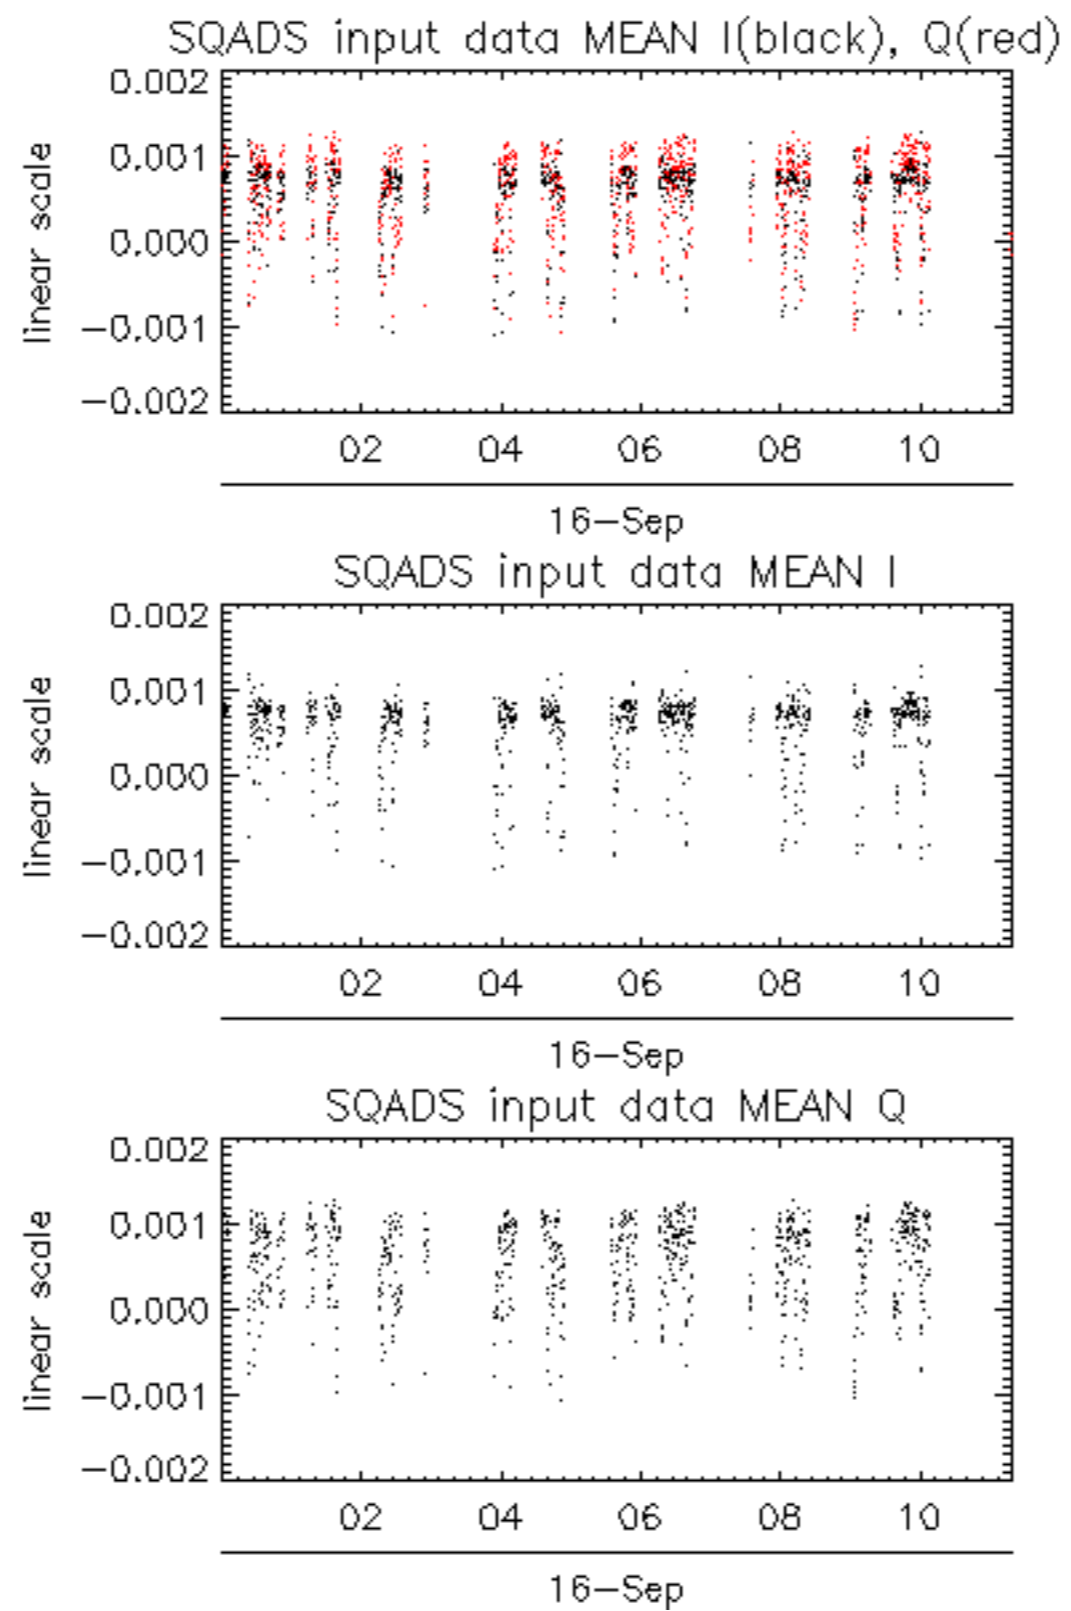 SQADS input data MEAN I(black), Q(red)
0.002
0.001
0.000
−0.001
−0.002
linear scale
02 04 06 08 10
16−Sep
SQADS input data MEAN I
0.002
0.001
0.000
−0.001
−0.002
linear scale
02 04 06 08 10
16−Sep
SQADS input data MEAN Q
0.002
0.001
0.000
−0.001
−0.002
linear scale
02 04 06 08 10
16−Sep